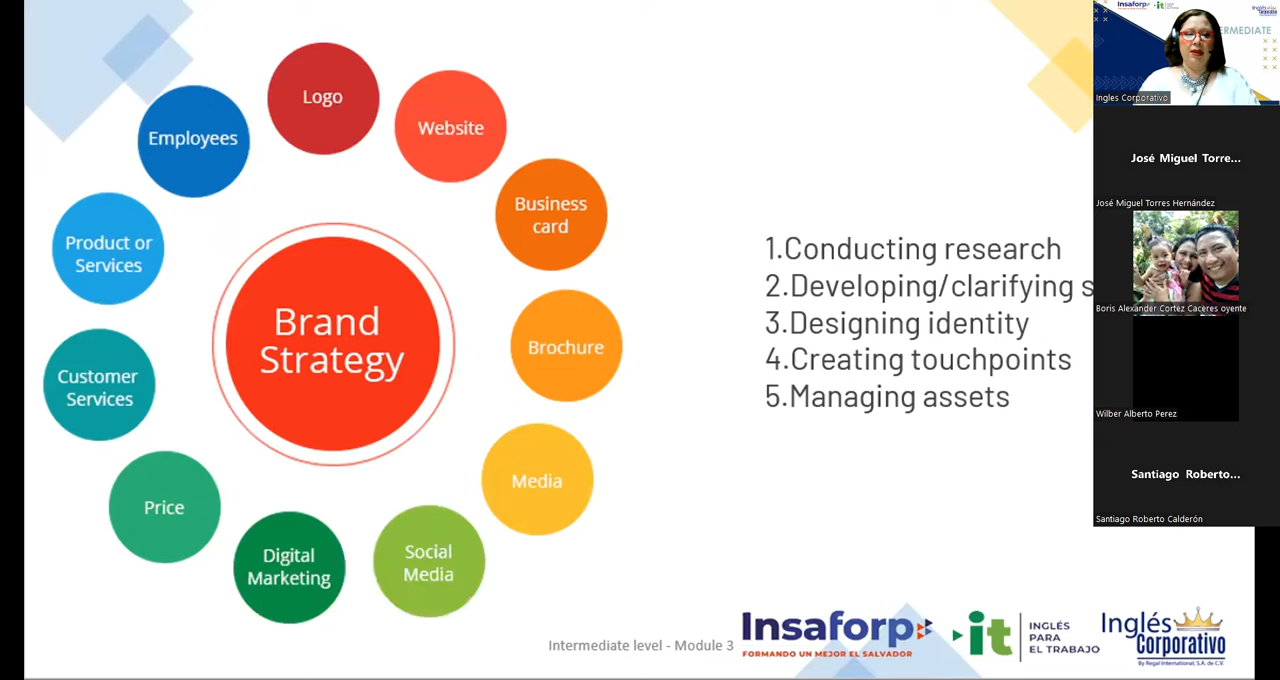 Logo
Website
Employees
Business
card
Product or
Services
Brand
Strategy
Brochure
Customer
Services
Media
Price
Social
Media
Digital
Marketing
1.Conducting research
2.Developing/clarifying s
3.Designing identity
4.Creating touchpoints
5.Managing assets
Intermediate level - Module 3
Insaforp
FORMANDO UN MEJOR EL SALVADOR
it
INGLÉS
PARA
EL TRABAJO
Inglés
Corporativo
By Regal International, S.A. de C.V.
Insaforp
it
ERMEDIATE
Ingles Corporativo
José Miguel Torre...
José Miguel Torres Hernández
Boris Alexander Cortez Caceres oyente
Wilber Alberto Perez
Santiago Roberto...
Santiago Roberto Calderón